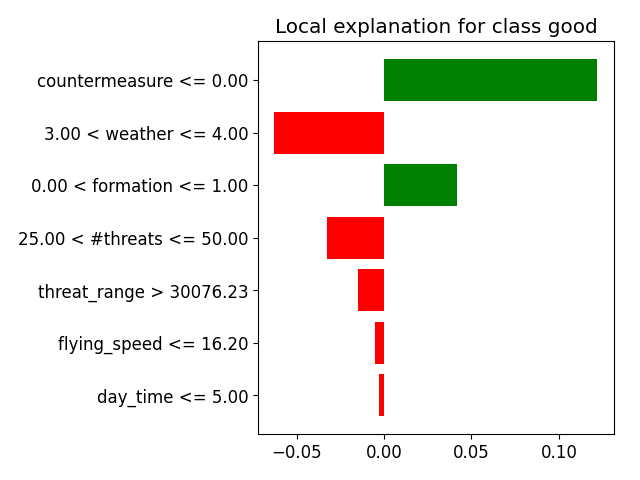 Local explanation for class good
countermeasure <= 0.00
3.00 < weather <= 4.00
0.00 < formation <= 1.00
25.00 < #threats <= 50.00
threat_range > 30076.23
flying_speed <= 16.20
day_time <= 5.00
−0.05 0.00 0.05 0.10